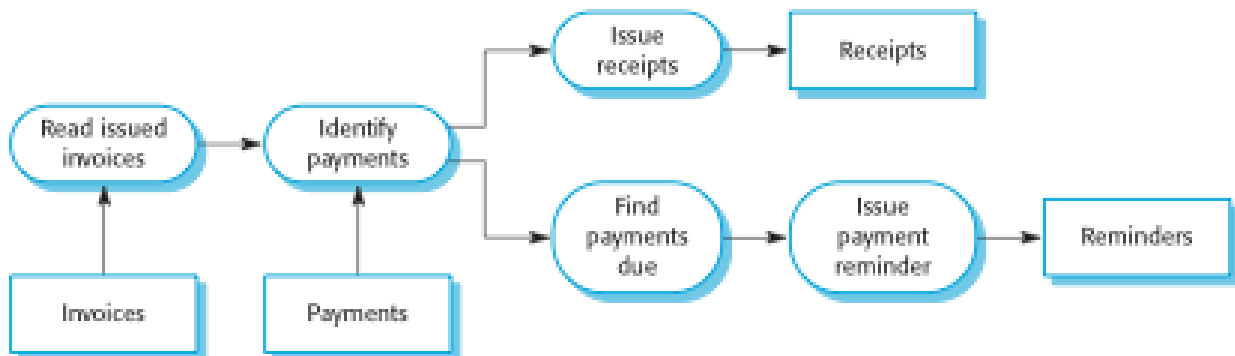 Issue
receipts
Receipts
Read issued
invoices
Identify
payments
Find
payments
due
Issue
payment
reminder
Reminders
Invoices
Payments